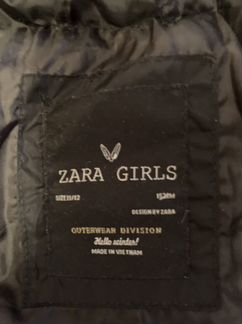 ZARA GIRLS
SIZE 11/12 152CM
DESIGN BY ZARA
OUTERWEAR DIVISION
Hello winter!
MADE IN VIETNAM